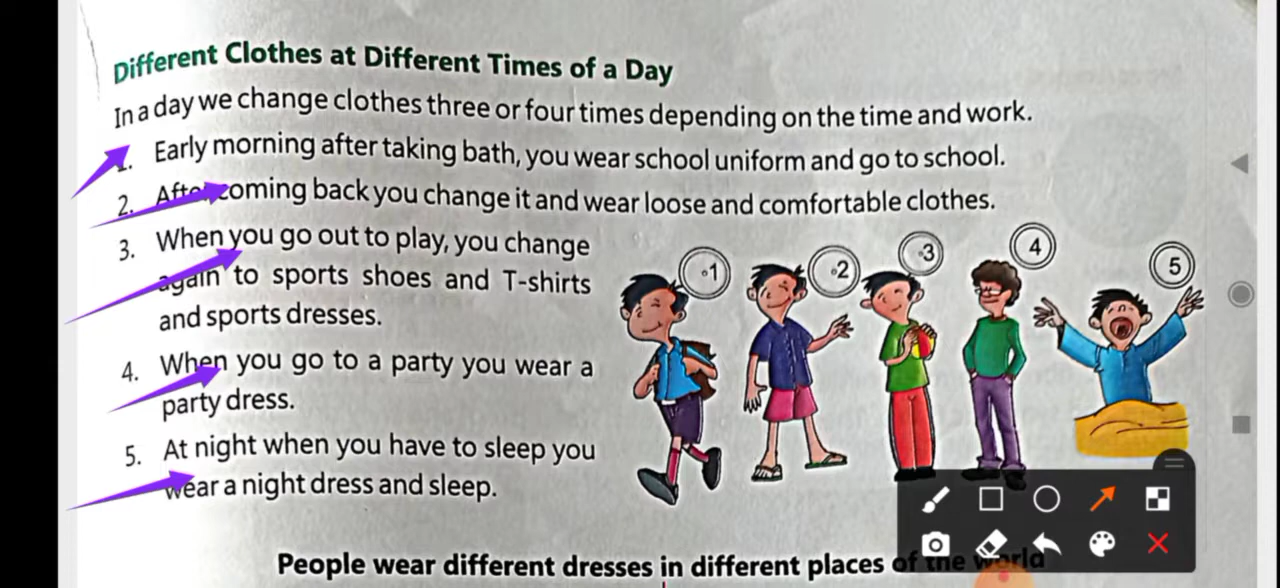 Different Clothes at Different Times of a Day
In a day we change clothes three or four times depending on the time and work.
1. Early morning after taking bath, you wear school uniform and go to school.
2. After coming back you change it and wear loose and comfortable clothes.
3. When you go out to play, you change
again to sports shoes and T-shirts
and sports dresses.
4. When you go to a party you wear a
party dress.
5. At night when you have to sleep you
wear a night dress and sleep.
1
2
3
4
5
People wear different dresses in different places of the world